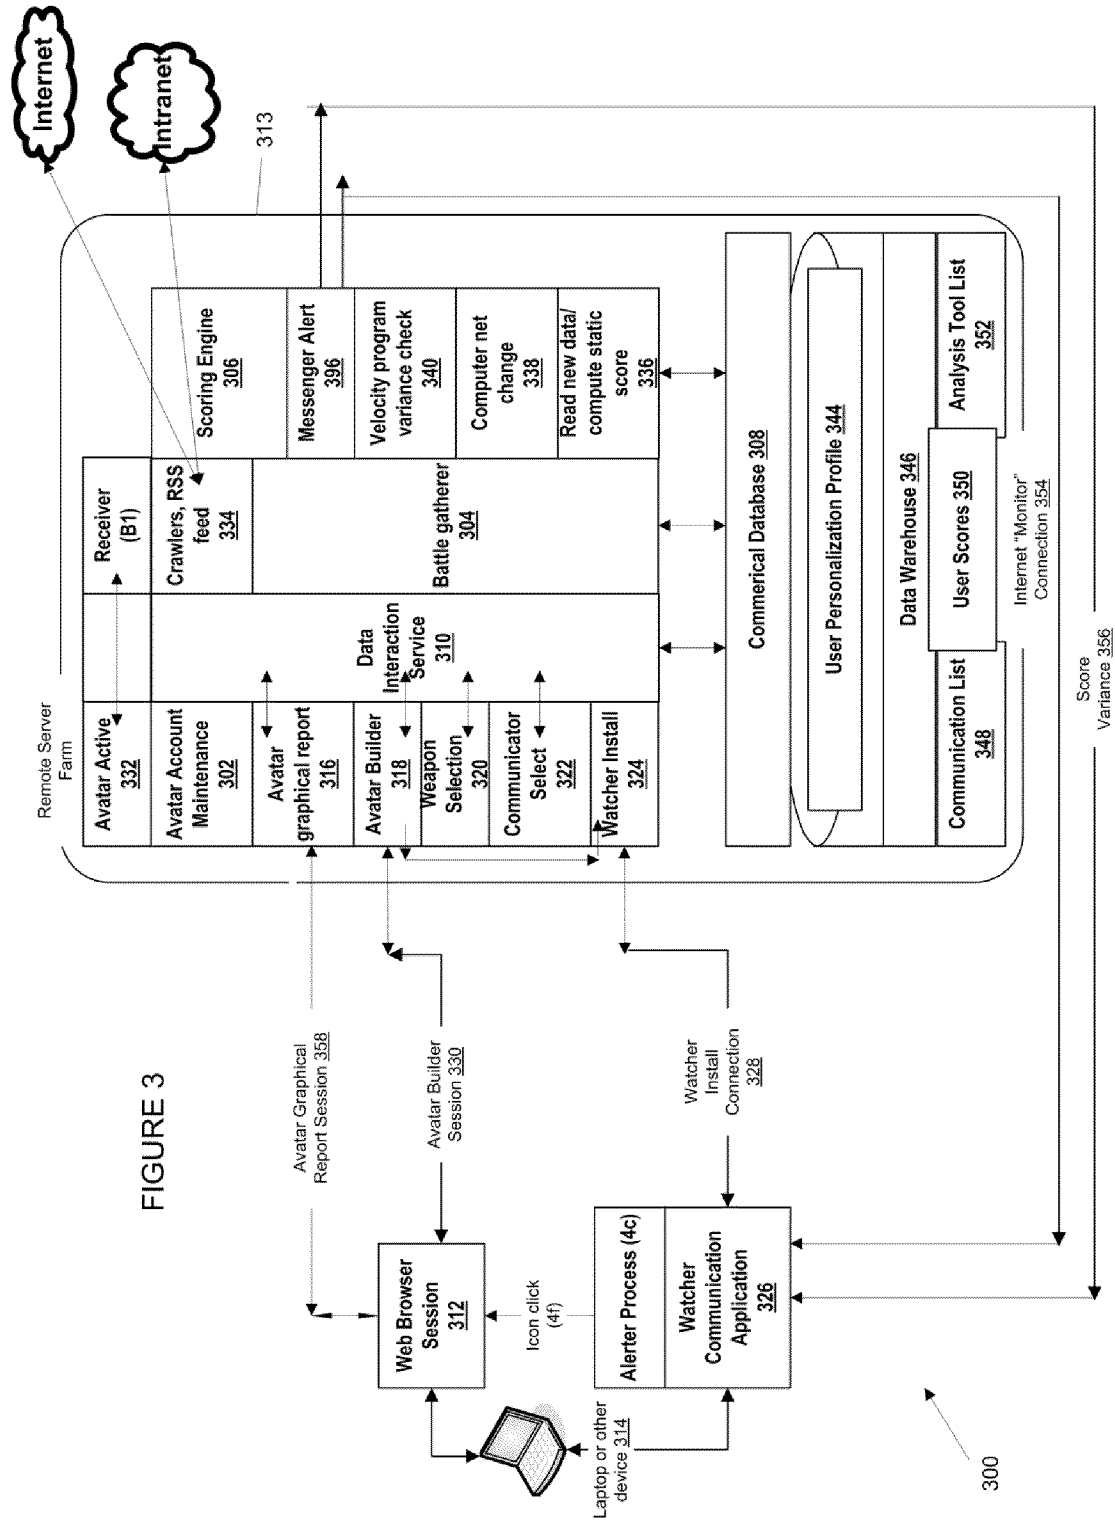 FIGURE 3
Internet
Intranet
313
Remote Server
Farm
Avatar Active
332
Receiver
(B1)
Avatar Account
Maintenance
302
Crawlers, RSS
feed
334
Scoring Engine
306
Avatar
graphical report
316
Data
Interaction
Service
310
Battle gatherer
304
Messenger Alert
396
Avatar Builder
318
Velocity program
variance check
340
Weapon
Selection
320
Computer net
change
338
Communicator
Select
322
Read new data/
compute static
score
336
Watcher Install
324
Commerical Database 308
User Personalization Profile 344
Data Warehouse 346
Communication List
348
User Scores 350
Analysis Tool List
352
Internet "Monitor"
Connection 354
Score
Variance 356
Avatar Graphical
Report Session 358
Avatar Builder
Session 330
Watcher
Install
Connection
328
Web Browser
Session
312
Icon click
(4f)
Alerter Process (4c)
Watcher
Communication
Application
326
Laptop or other
device 314
300